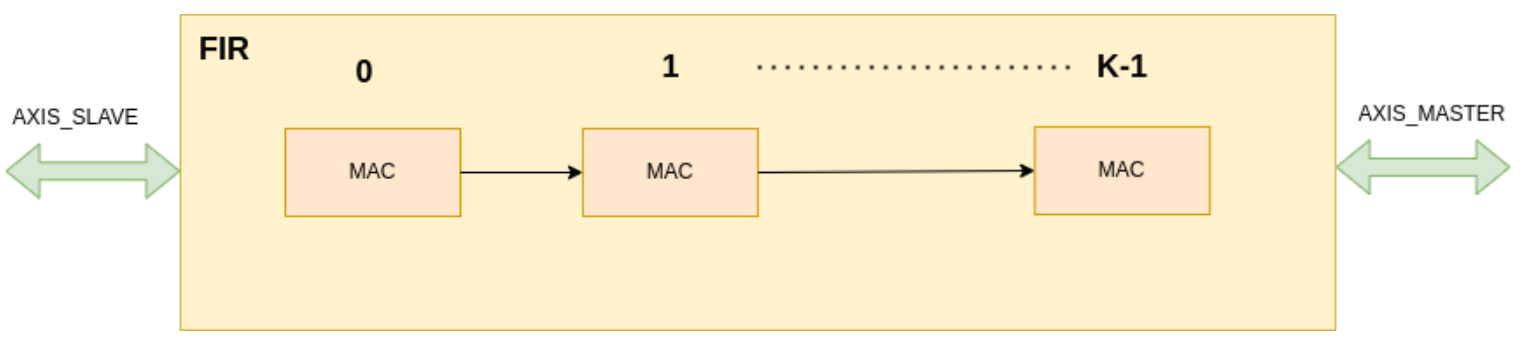 FIR
0
1
K-1
AXIS_SLAVE
AXIS_MASTER
MAC
MAC
MAC